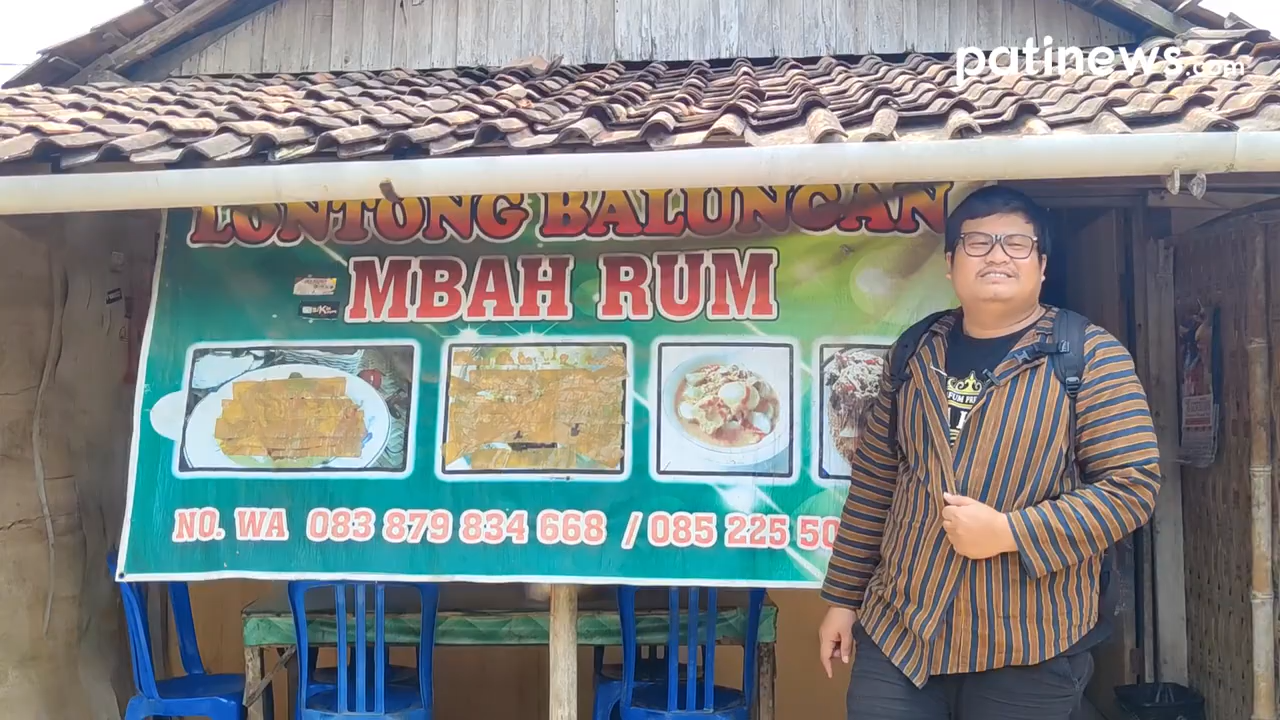 patinews.com
LONTONG BALUNGAN
MBAH RUM
NO. WA 083 879 834 668 / 085 225 50